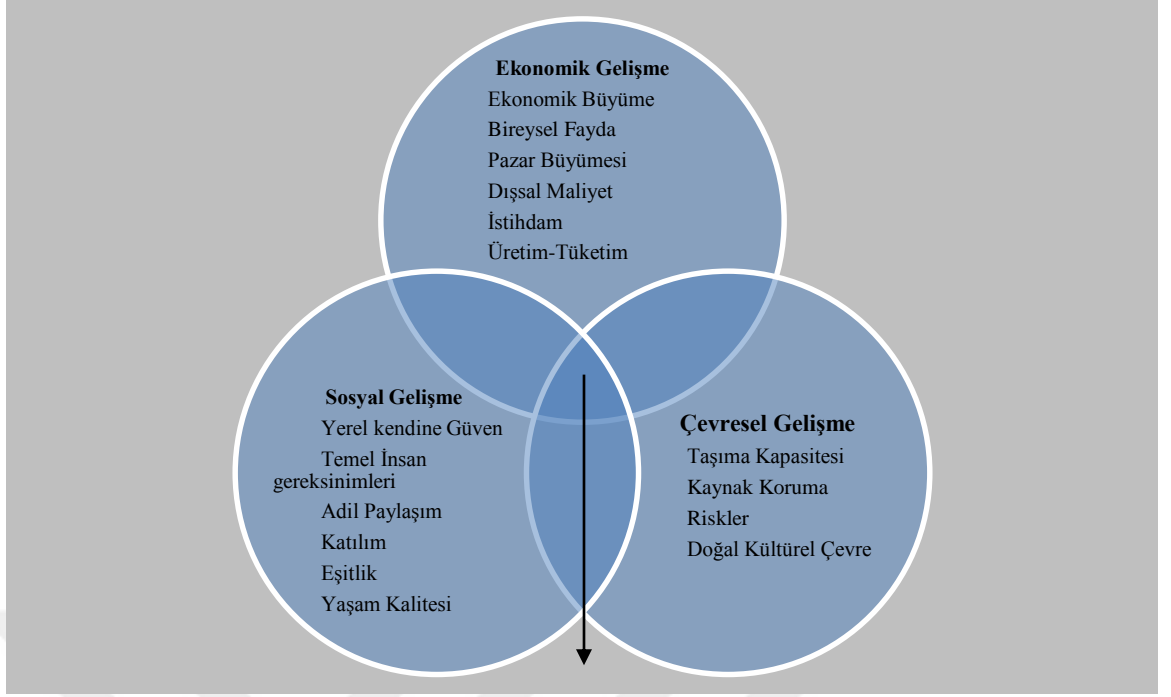 Ekonomik Gelişme
Ekonomik Büyüme
Bireysel Fayda
Pazar Büyümesi
Dışsal Maliyet
İstihdam
Üretim-Tüketim
Sosyal Gelişme
Yerel kendine Güven
Temel İnsan
gereksinimleri
Adil Paylaşım
Katılım
Eşitlik
Yaşam Kalitesi
Çevresel Gelişme
Taşıma Kapasitesi
Kaynak Koruma
Riskler
Doğal Kültürel Çevre